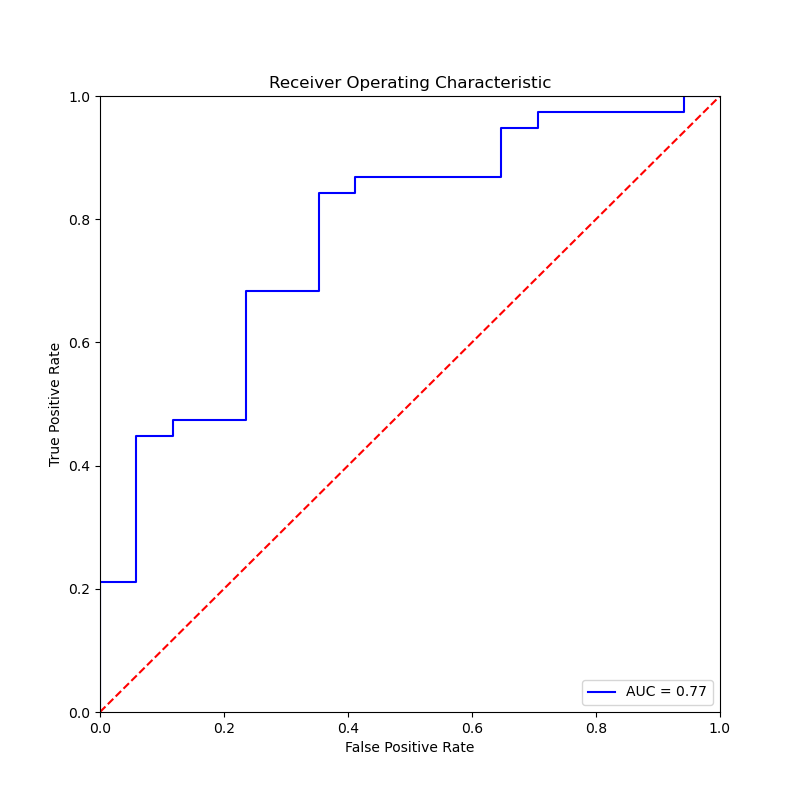 Receiver Operating Characteristic
1.0
0.8
0.6
0.4
0.2
0.0
True Positive Rate
0.0 0.2 0.4 0.6 0.8 1.0
False Positive Rate
AUC = 0.77